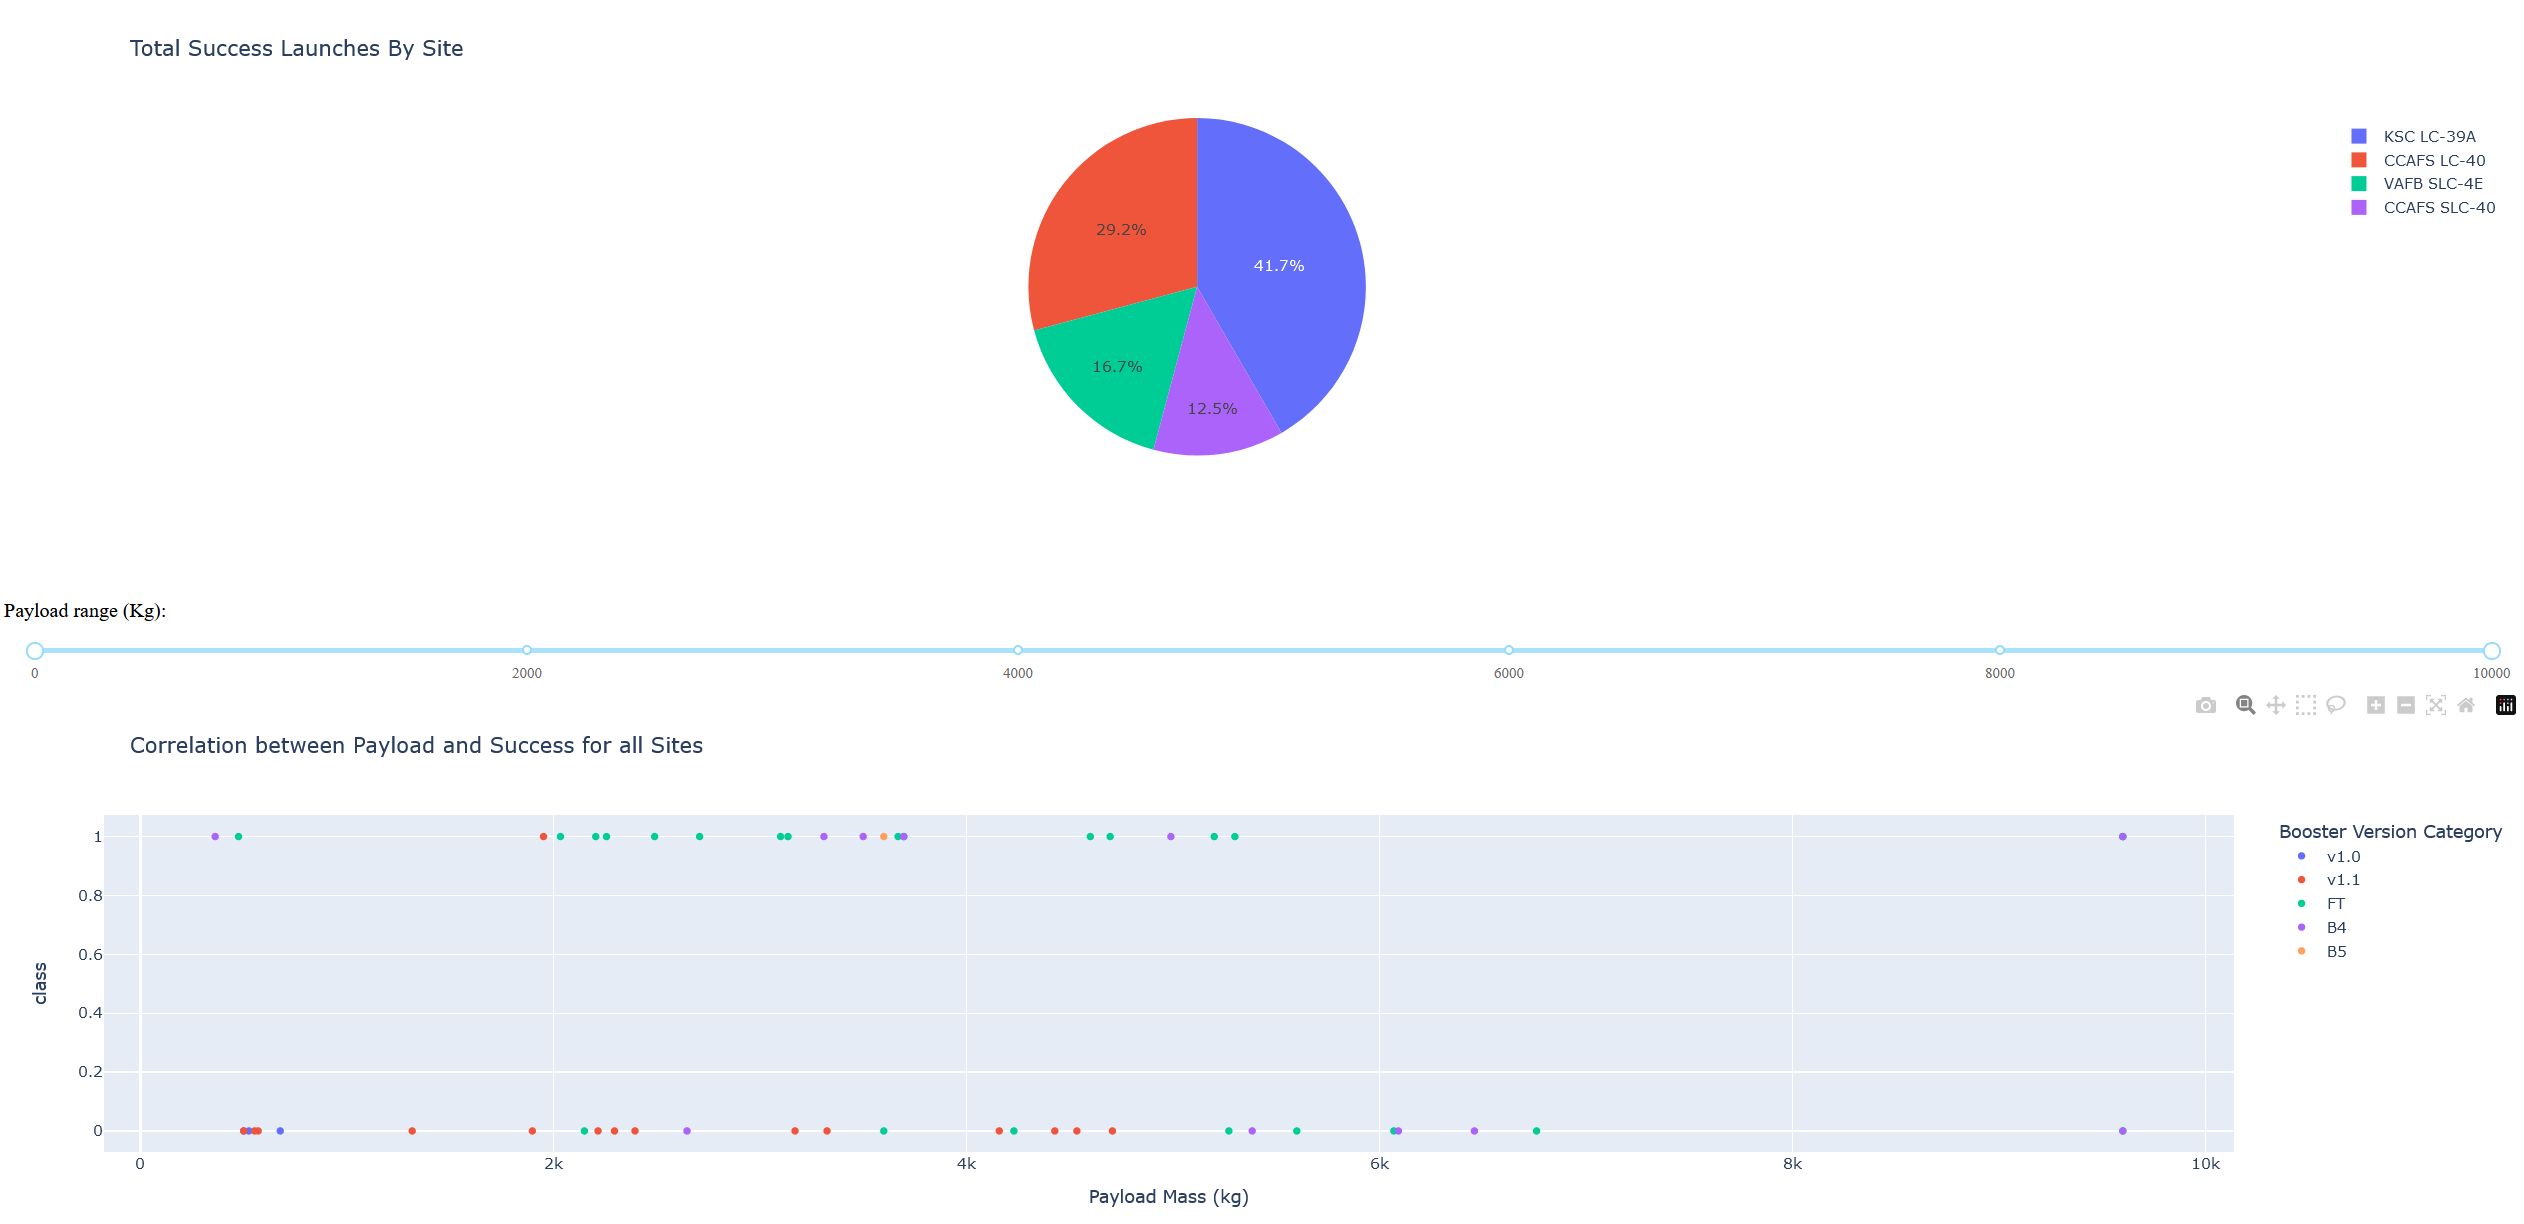 Total Success Launches By Site
KSC LC-39A
CCAFS LC-40
VAFB SLC-4E
CCAFS SLC-40
29.2%
41.7%
16.7%
12.5%
Payload range (Kg):
0 2000 4000 6000 8000 10000
Correlation between Payload and Success for all Sites
Booster Version Category
v1.0
v1.1
FT
B4
B5
class
1
0.8
0.6
0.4
0.2
0
0 2k 4k 6k 8k 10k
Payload Mass (kg)